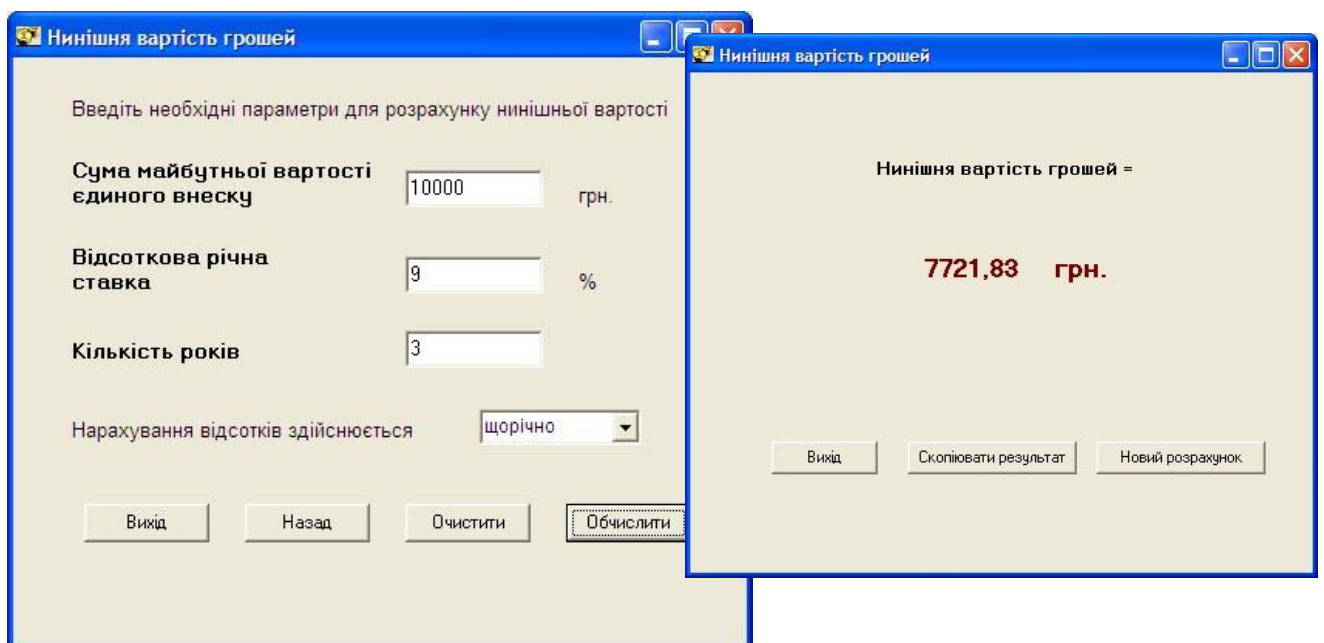 Нинішня вартість грошей
Введіть необхідні параметри для розрахунку нинішньої вартості
Сума майбутньої вартості
єдиного внеску
10000
грн.
Відсоткова річна
ставка
9
%
Кількість років
3
Нарахування відсотків здійснюється
щорічно
Вихід
Назад
Очистити
Обчислити
Нинішня вартість грошей
Нинішня вартість грошей =
7721,83 грн.
Вихід
Скопіювати результат
Новий розрахунок